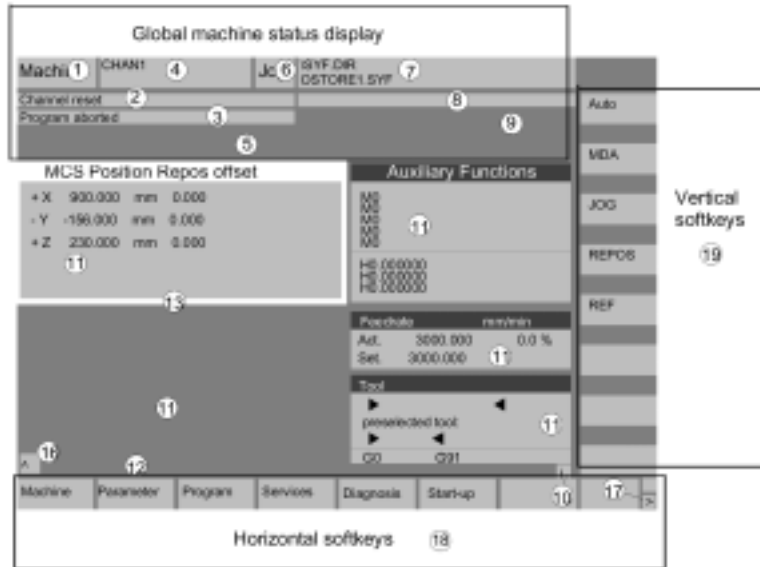 Global machine status display
Machi 1 CHAN1 4 Jo 6 \SYF.DIR 7
OSTORE1.SYF
Channel reset 2 8
Program aborted 3 9
5
Auto
MDA
JOG
REPOS
REF
Vertical
softkeys
19
MCS Position Repos offset
+X 900.000 mm 0.000
-Y -156.000 mm 0.000
+Z 230.000 mm 0.000
11
13
Auxiliary Functions
M0
M0
M0
M0
M0
11
H0.000000
H0.000000
H0.000000
Feedrate mm/min
Act. 3000.000 0.0 %
Set. 3000.000 11
Tool
preselected tool:
11
G0 G91
11
16
^
12
Machine Parameter Program Services Diagnosis Start-up
i
10
17
>
Horizontal softkeys 18